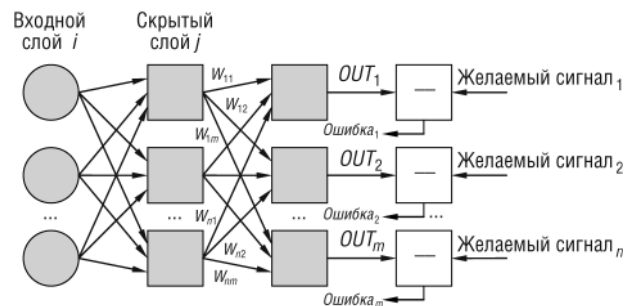 Входной
слой i
Скрытый
слой j
W11
W12
W1m
OUT1
—
Желаемый сигнал1
Ошибка1
OUT2
—
Желаемый сигнал2
...
...
Wn1
...
Ошибка2
...
Wn2
Wnm
OUTm
—
Желаемый сигналn
Ошибкаm